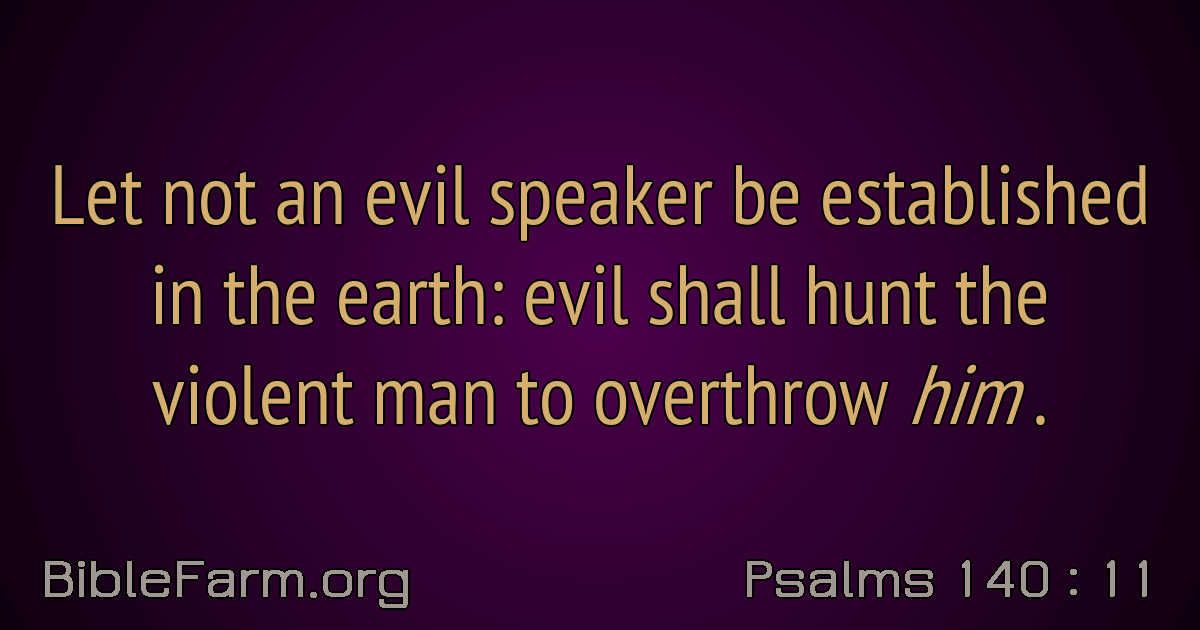 Let not an evil speaker be established
in the earth: evil shall hunt the
violent man to overthrow him .
BibleFarm.org
Psalms 140 : 11